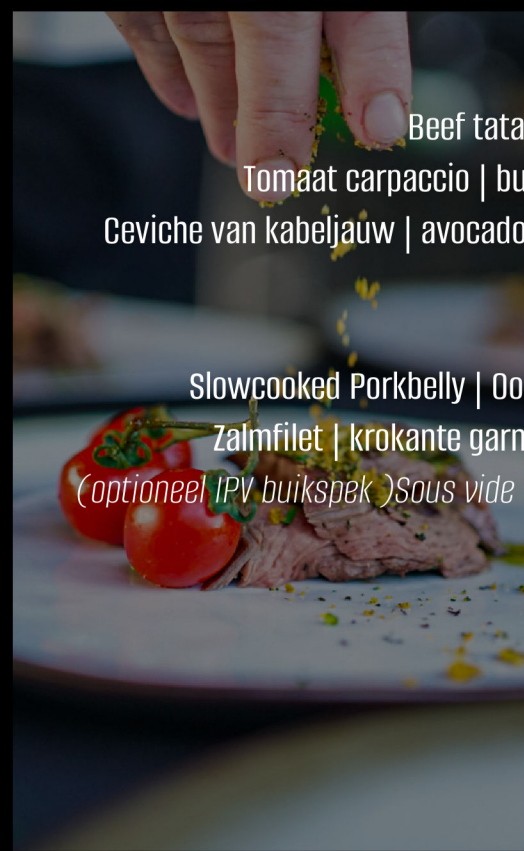 Beef tata
Tomaat carpaccio | bu
Ceviche van kabeljauw | avocado
Slowcooked Porkbelly | Oo
Zalmfilet | krokante garn
(optioneel IPV buikspek )Sous vide